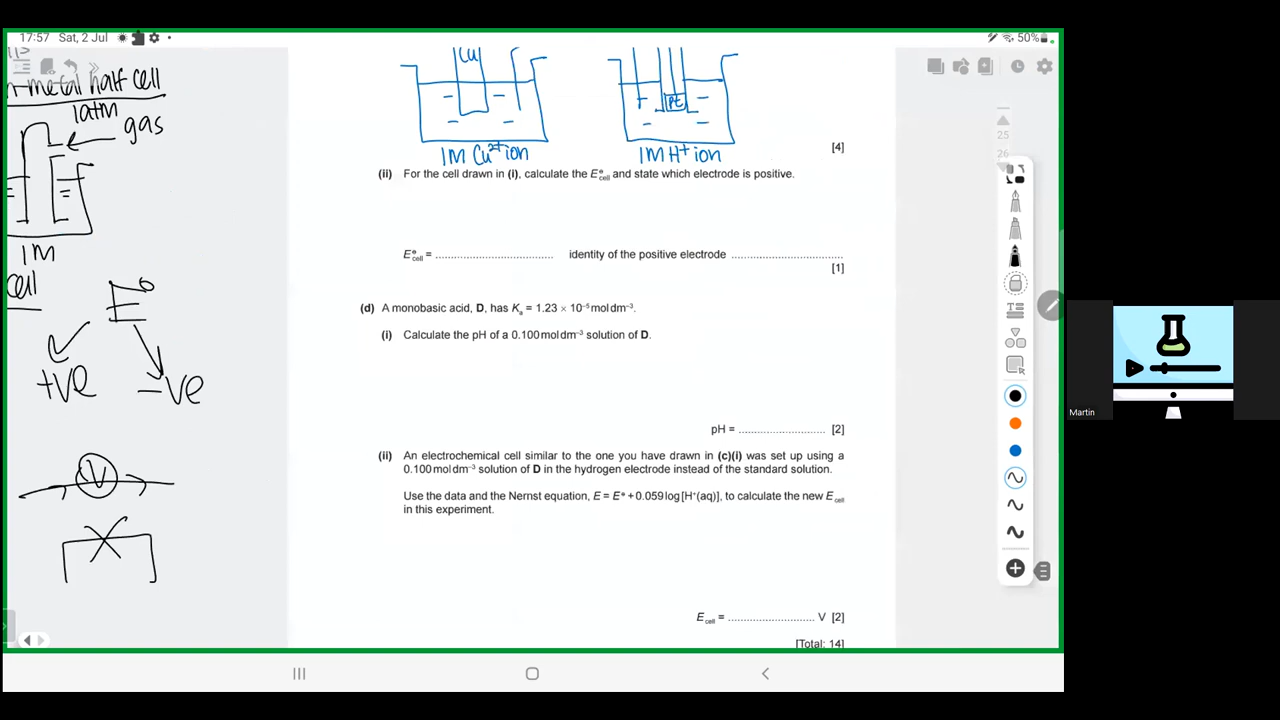 17:57 Sat, 2 Jul
50%
metal half cell
1atm
gas
1M
cell
E°
+ve
-ve
V
Cu
1M Cu²⁺ ion
Pt
1M H⁺ ion
[4]
(ii) For the cell drawn in (i), calculate the E°cell and state which electrode is positive.
E°cell = .................................. identity of the positive electrode ................................
[1]
(d) A monobasic acid, D, has Ka = 1.23 × 10⁻⁵ mol dm⁻³.
(i) Calculate the pH of a 0.100 mol dm⁻³ solution of D.
pH = .......................... [2]
(ii) An electrochemical cell similar to the one you have drawn in (c)(i) was set up using a
0.100 mol dm⁻³ solution of D in the hydrogen electrode instead of the standard solution.
Use the data and the Nernst equation, E = E° + 0.059 log [H⁺(aq)], to calculate the new Ecell
in this experiment.
Ecell = .......................... V [2]
[Total: 14]
25
26
Martin